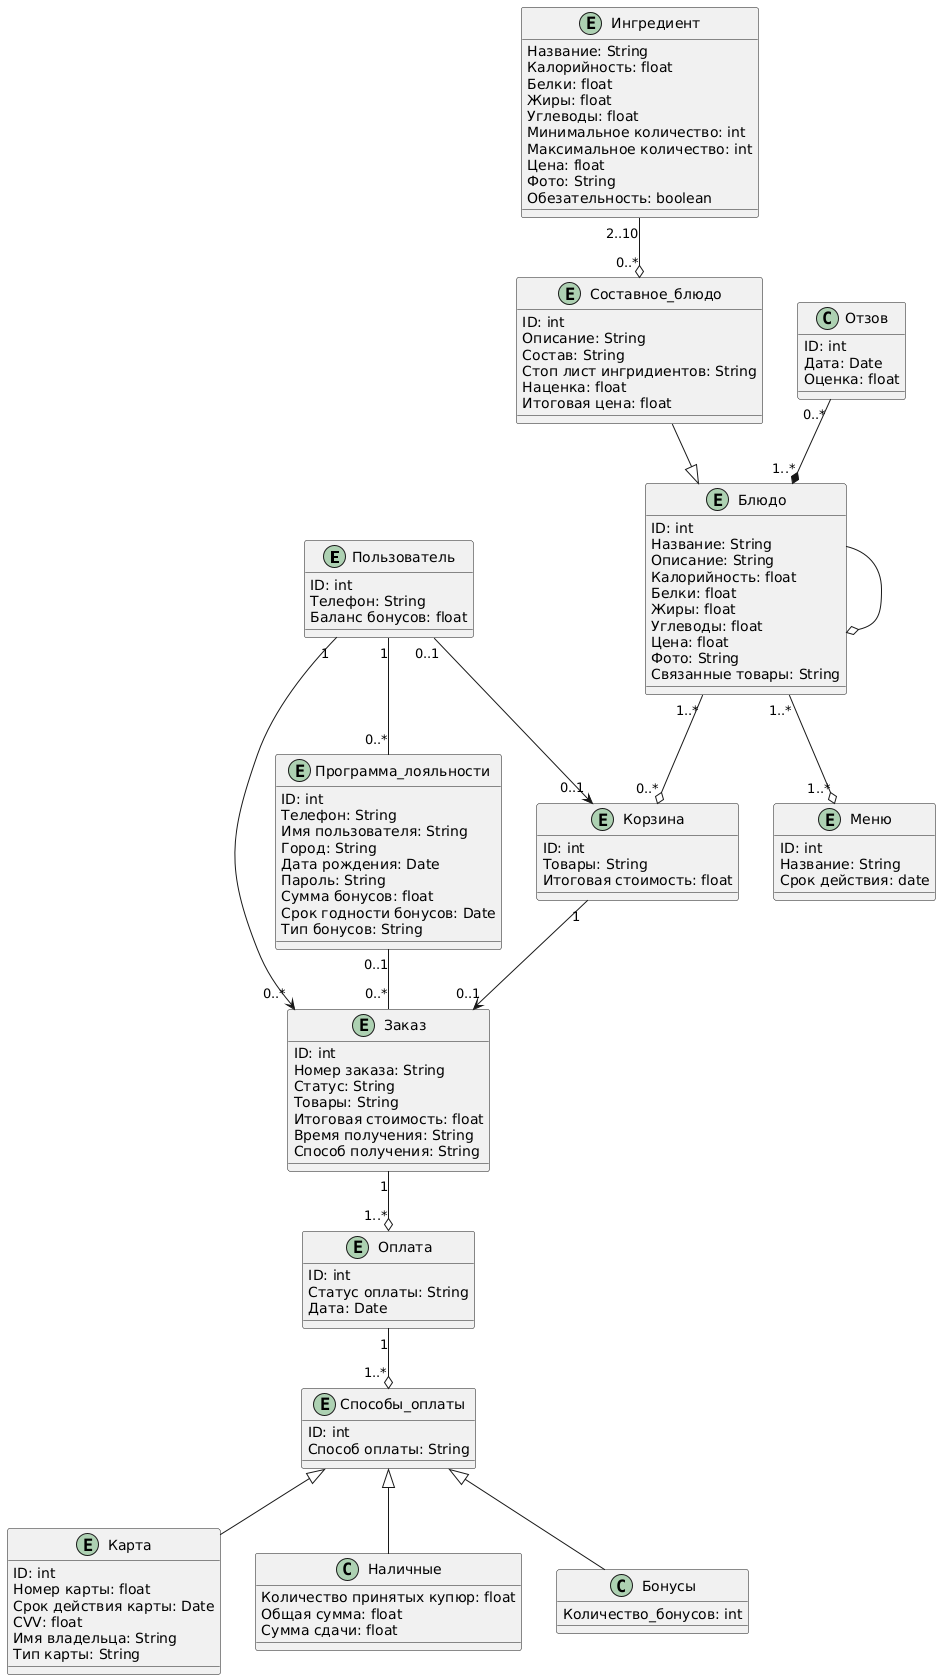 E Ингредиент
Название: String
Калорийность: float
Белки: float
Жиры: float
Углеводы: float
Минимальное количество: int
Максимальное количество: int
Цена: float
Фото: String
Обезательность: boolean
2..10
0..*
E Составное_блюдо
ID: int
Описание: String
Состав: String
Стоп лист ингридиентов: String
Наценка: float
Итоговая цена: float
C Отзов
ID: int
Дата: Date
Оценка: float
0..*
1..*
E Блюдо
ID: int
Название: String
Описание: String
Калорийность: float
Белки: float
Жиры: float
Углеводы: float
Цена: float
Фото: String
Связанные товары: String
E Пользователь
ID: int
Телефон: String
Баланс бонусов: float
1
1
0..1
1..*
1..*
0..*
0..1
0..*
1..*
E Программа_лояльности
ID: int
Телефон: String
Имя пользователя: String
Город: String
Дата рождения: Date
Пароль: String
Сумма бонусов: float
Срок годности бонусов: Date
Тип бонусов: String
E Корзина
ID: int
Товары: String
Итоговая стоимость: float
E Меню
ID: int
Название: String
Срок действия: date
0..1
1
0..*
0..*
0..1
E Заказ
ID: int
Номер заказа: String
Статус: String
Товары: String
Итоговая стоимость: float
Время получения: String
Способ получения: String
1
1..*
E Оплата
ID: int
Статус оплаты: String
Дата: Date
1
1..*
E Способы_оплаты
ID: int
Способ оплаты: String
E Карта
ID: int
Номер карты: float
Срок действия карты: Date
CVV: float
Имя владельца: String
Тип карты: String
C Наличные
Количество принятых купюр: float
Общая сумма: float
Сумма сдачи: float
C Бонусы
Количество_бонусов: int